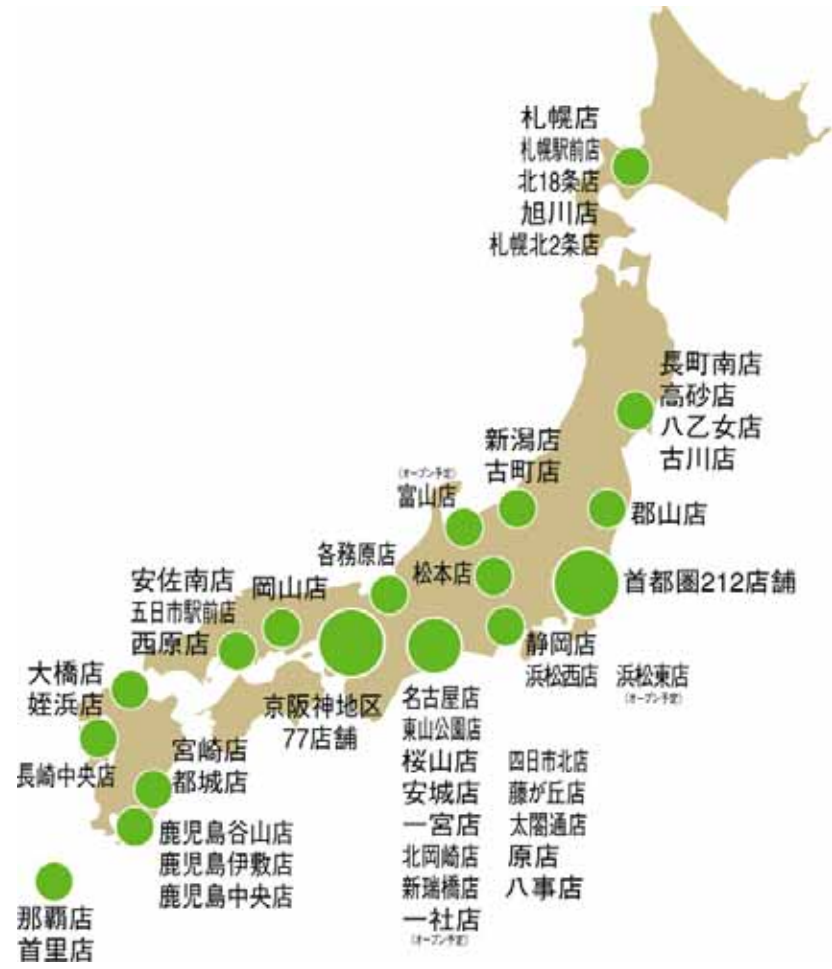 札幌店
札幌駅前店
北18条店
旭川店
札幌北2条店
長町南店
高砂店
八乙女店
古川店
新潟店
古町店
(オープン予定)
富山店
郡山店
各務原店
松本店
首都圏212店舗
安佐南店
五日市駅前店
西原店
岡山店
静岡店
浜松西店 浜松東店
(オープン予定)
大橋店
姪浜店
京阪神地区
77店舗
長崎中央店
宮崎店
都城店
名古屋店
東山公園店
桜山店 四日市北店
安城店 藤が丘店
一宮店 太閤通店
北岡崎店 原店
新瑞橋店 八事店
一社店
(オープン予定)
鹿児島谷山店
鹿児島伊敷店
鹿児島中央店
那覇店
首里店